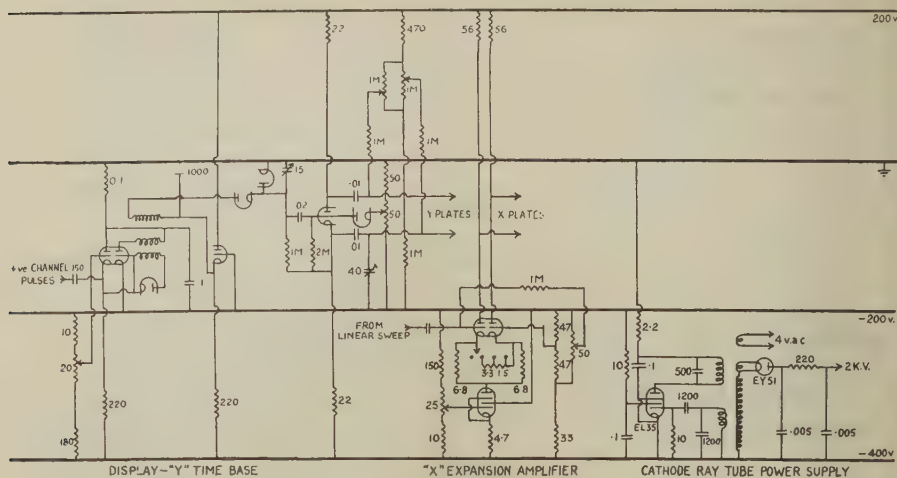 200 v.
22
470
56
56
1M
1M
1M
1M
0.1
1000
15
.02
.01
50
50
Y PLATES
X PLATES
.01
1M
2M
40
1M
+ve CHANNEL 150
PULSES
.1
1M
-200 v.
FROM
LINEAR SWEEP
10
20
180
220
220
22
150
25
10
3.3
1.5
6.8
6.8
4.7
47
47
50
33
2.2
10
.1
.1
500
EL35
1200
1200
10
4 v. a.c
EY51
220
2 K.V.
.005
.005
-400 v
DISPLAY-"Y" TIME BASE
"X" EXPANSION AMPLIFIER
CATHODE RAY TUBE POWER SUPPLY